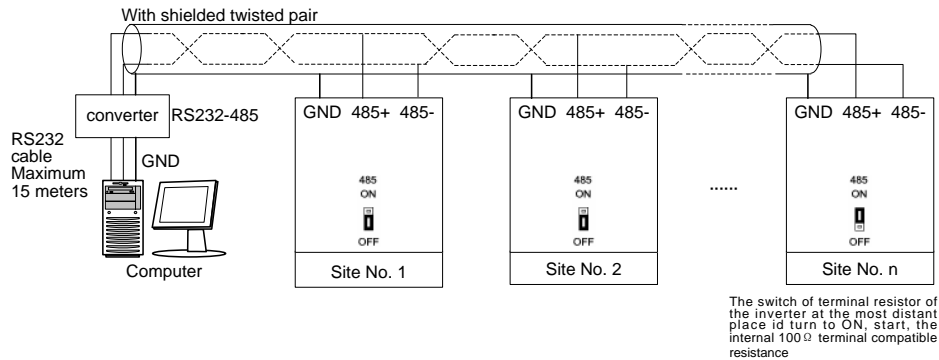 With shielded twisted pair
converter
RS232-485
RS232
cable
Maximum
15 meters
GND
Computer
GND 485+ 485-
485
ON
OFF
Site No. 1
GND 485+ 485-
485
ON
OFF
Site No. 2
......
GND 485+ 485-
485
ON
OFF
Site No. n
The switch of terminal resistor of
the inverter at the most distant
place id turn to ON, start, the
internal 100Ω terminal compatible
resistance